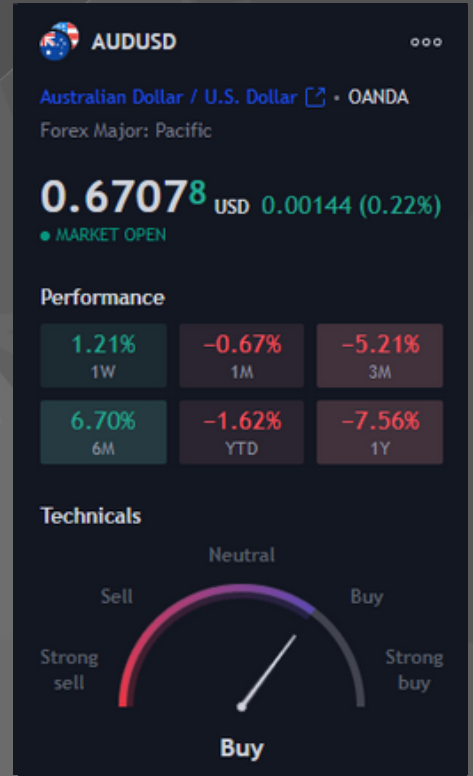 AUDUSD
Australian Dollar / U.S. Dollar • OANDA
Forex Major: Pacific
0.67078 USD 0.00144 (0.22%)
• MARKET OPEN
Performance
1.21% −0.67% −5.21%
1W 1M 3M
6.70% −1.62% −7.56%
6M YTD 1Y
Technicals
Neutral
Sell Buy
Strong sell Strong buy
Buy